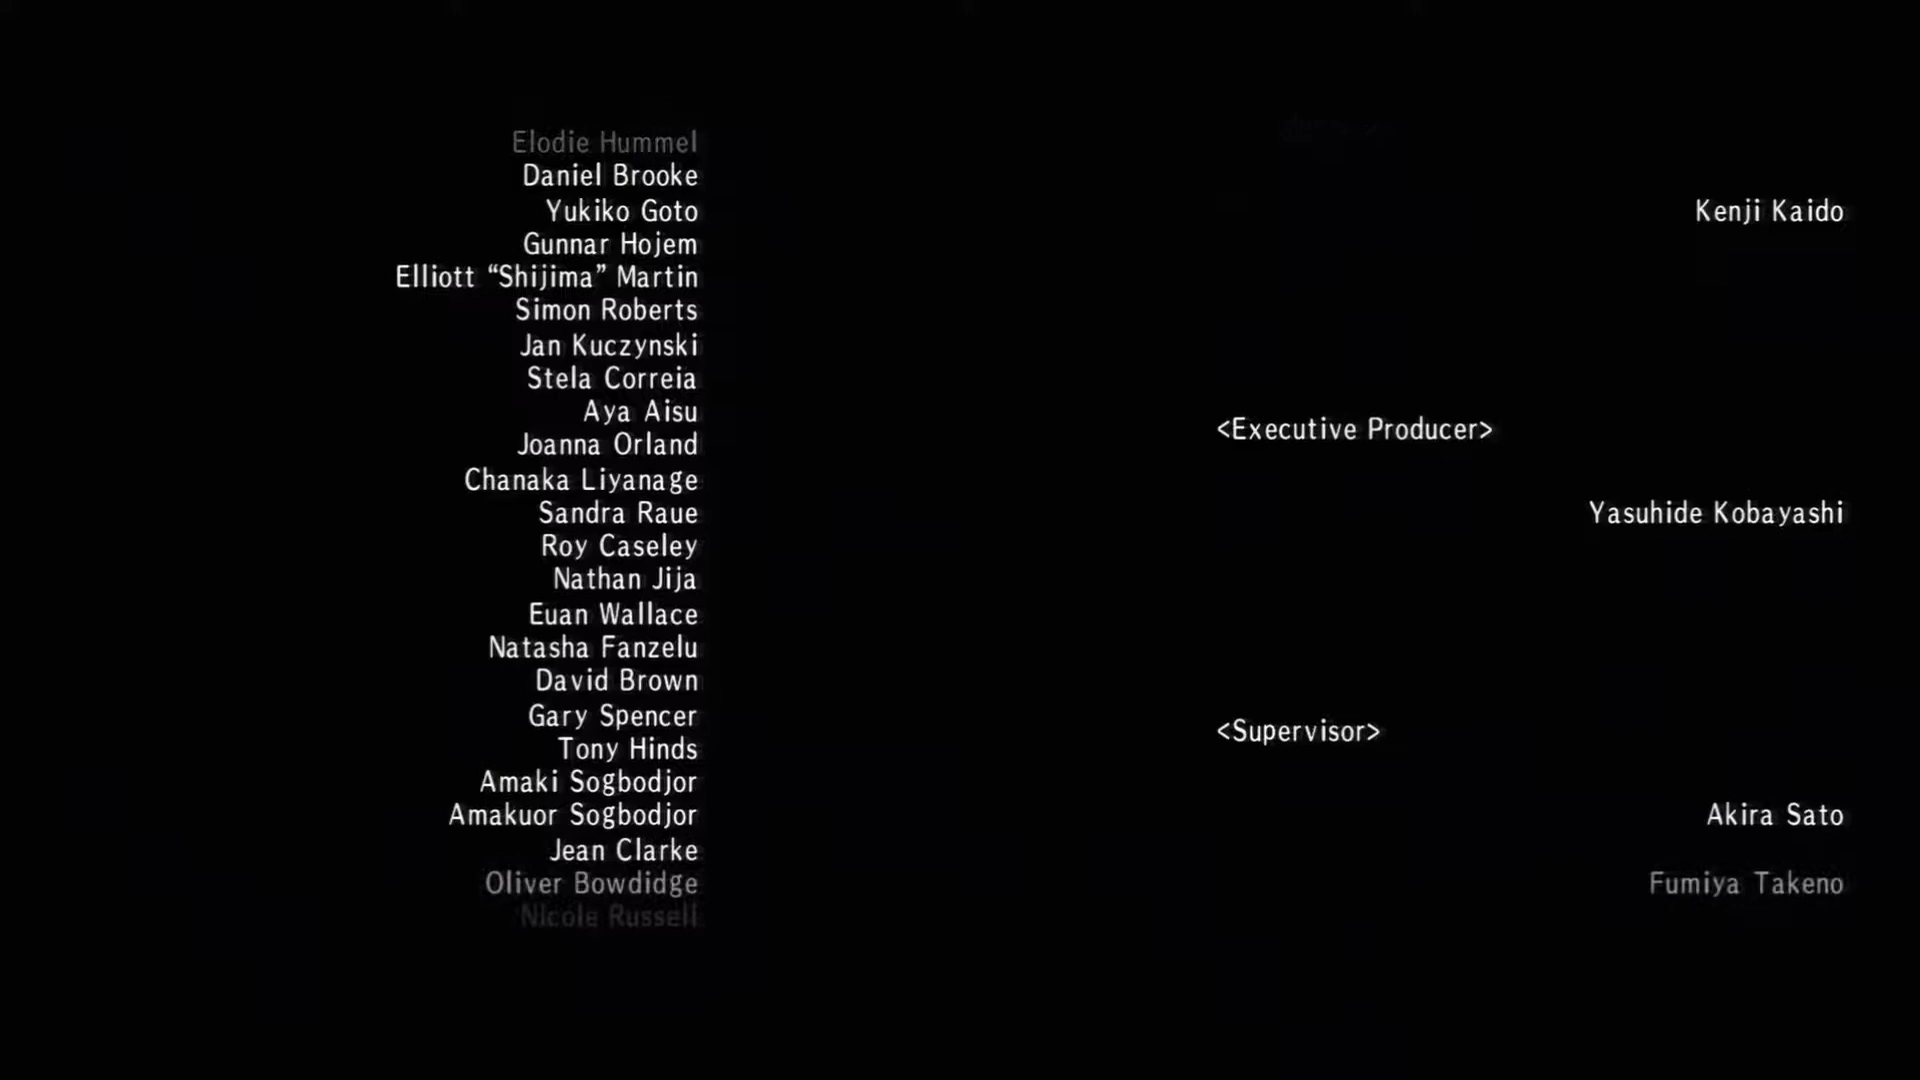 Elodie Hummel
Daniel Brooke
Yukiko Goto
Gunnar Hojem
Elliott “Shijima” Martin
Simon Roberts
Jan Kuczynski
Stela Correia
Aya Aisu
Joanna Orland
Chanaka Liyanage
Sandra Raue
Roy Caseley
Nathan Jija
Euan Wallace
Natasha Fanzelu
David Brown
Gary Spencer
Tony Hinds
Amaki Sogbodjor
Amakuor Sogbodjor
Jean Clarke
Oliver Bowdidge
Nicole Russell
Kenji Kaido
<Executive Producer>
Yasuhide Kobayashi
<Supervisor>
Akira Sato
Fumiya Takeno